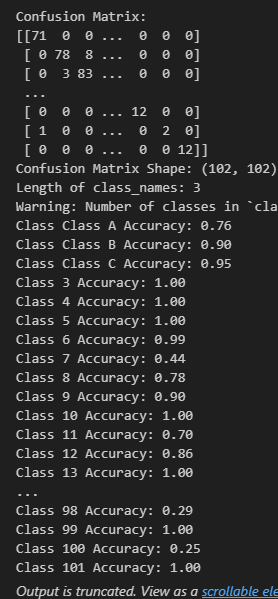 Confusion Matrix:
[[71 0 0 ... 0 0 0]
[ 0 78 8 ... 0 0 0]
[ 0 3 83 ... 0 0 0]
...
[ 0 0 0 ... 12 0 0]
[ 1 0 0 ... 0 2 0]
[ 0 0 0 ... 0 0 12]]
Confusion Matrix Shape: (102, 102)
Length of class_names: 3
Warning: Number of classes in `cla
Class Class A Accuracy: 0.76
Class Class B Accuracy: 0.90
Class Class C Accuracy: 0.95
Class 3 Accuracy: 1.00
Class 4 Accuracy: 1.00
Class 5 Accuracy: 1.00
Class 6 Accuracy: 0.99
Class 7 Accuracy: 0.44
Class 8 Accuracy: 0.78
Class 9 Accuracy: 0.90
Class 10 Accuracy: 1.00
Class 11 Accuracy: 0.70
Class 12 Accuracy: 0.86
Class 13 Accuracy: 1.00
...
Class 98 Accuracy: 0.29
Class 99 Accuracy: 1.00
Class 100 Accuracy: 0.25
Class 101 Accuracy: 1.00
Output is truncated. View as a scrollable ele